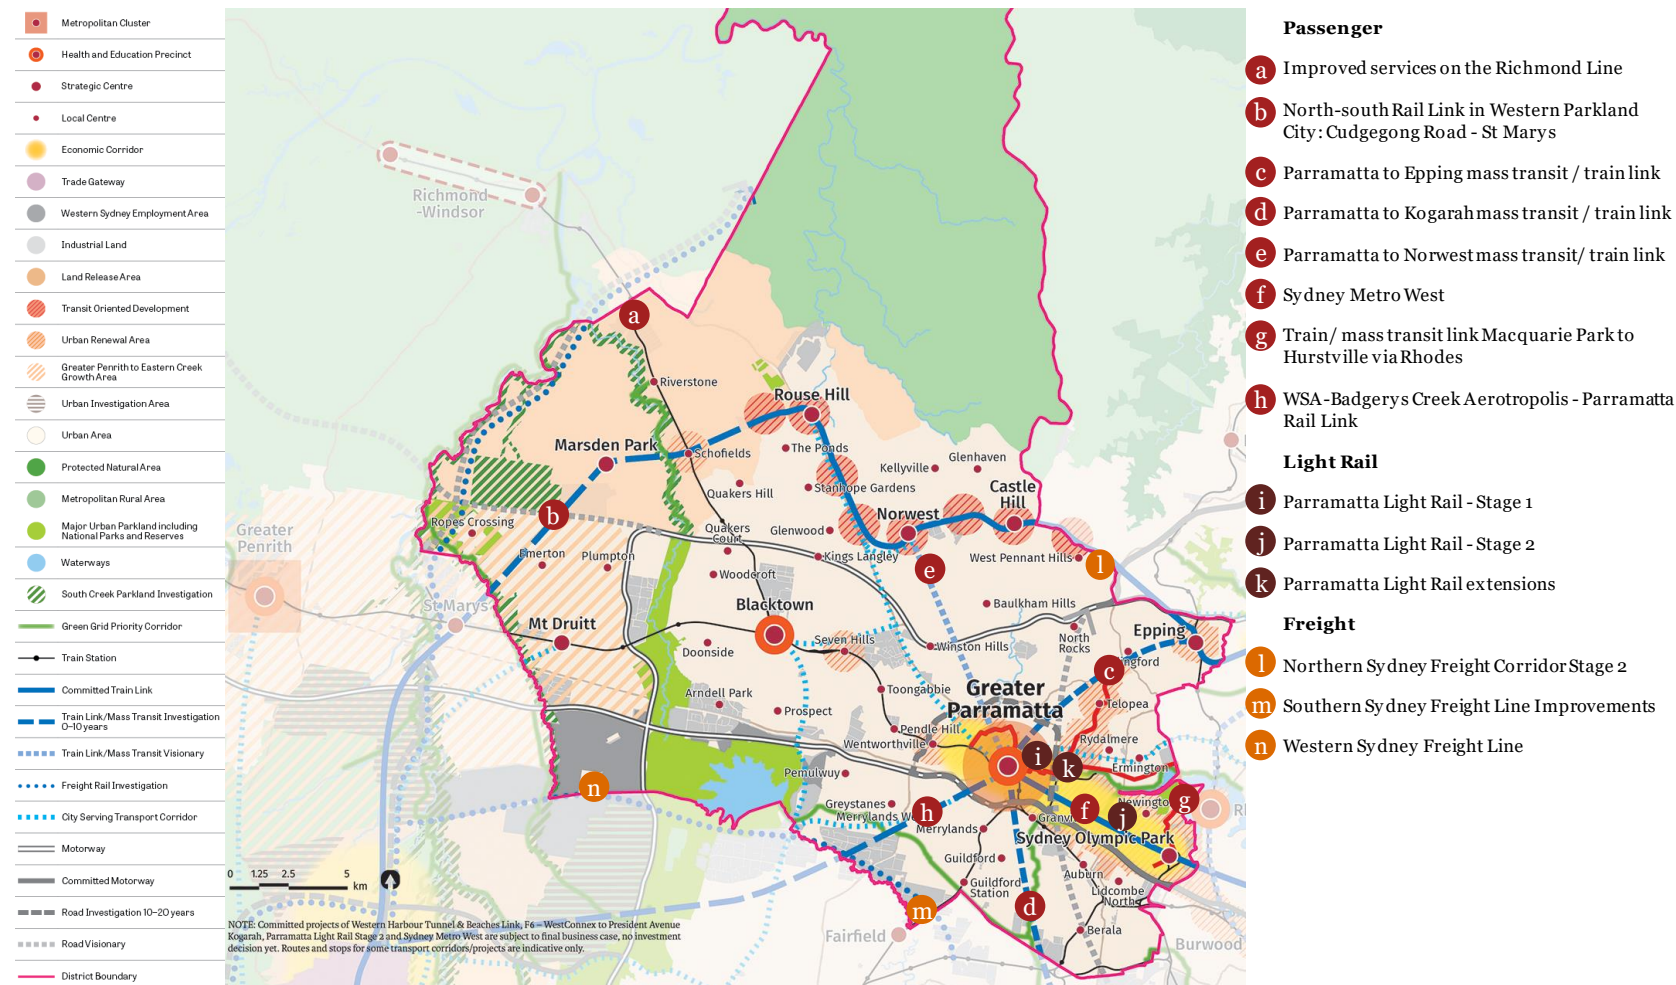 Metropolitan Cluster
Health and Education Precinct
Strategic Centre
Local Centre
Economic Corridor
Trade Gateway
Western Sydney Employment Area
Industrial Land
Land Release Area
Transit Oriented Development
Urban Renewal Area
Greater Penrith to Eastern Creek
Growth Area
Urban Investigation Area
Urban Area
Protected Natural Area
Metropolitan Rural Area
Major Urban Parkland including
National Parks and Reserves
Waterways
South Creek Parkland Investigation
Green Grid Priority Corridor
Train Station
Committed Train Link
Train Link/Mass Transit Investigation
0–10 years
Train Link/Mass Transit Visionary
Freight Rail Investigation
City Serving Transport Corridor
Motorway
Committed Motorway
Road Investigation 10–20 years
Road Visionary
District Boundary
Richmond
-Windsor
a
Riverstone
Rouse Hill
Marsden Park
Schofields
The Ponds
Kellyville
Glenhaven
Quakers Hill
Stanhope Gardens
Castle
Hill
b
Ropes Crossing
Quakers
Court
Glenwood
Norwest
Greater
Penrith
Emerton
Plumpton
Kings Langley
e
West Pennant Hills
l
Woodcroft
St Marys
Blacktown
Baulkham Hills
Mt Druitt
Doonside
Seven Hills
Winston Hills
North
Rocks
Epping
c
ngford
Arndell Park
Toongabbie
Greater
Parramatta
Telopea
Prospect
Pendle Hill
Wentworthville
Rydalmere
i
k
Ermington
Pemulwuy
n
Greystanes
Merrylands W
h
Merrylands
f
j
Newingto
g
R
Granv
Sydney Olympic Park
Guildford
Auburn
Guildford
Station
Lidcombe
North
m
d
Berala
Fairfield
Burwood
0 1.25 2.5 5
km
NOTE: Committed projects of Western Harbour Tunnel & Beaches Link, F6 – WestConnex to President Avenue
Kogarah, Parramatta Light Rail Stage 2 and Sydney Metro West are subject to final business case, no investment
decision yet. Routes and stops for some transport corridors/projects are indicative only.
Passenger
a Improved services on the Richmond Line
b North-south Rail Link in Western Parkland
City: Cudgegong Road - St Marys
c Parramatta to Epping mass transit / train link
d Parramatta to Kogarah mass transit / train link
e Parramatta to Norwest mass transit/ train link
f Sydney Metro West
g Train/ mass transit link Macquarie Park to
Hurstville via Rhodes
h WSA-Badgerys Creek Aerotropolis - Parramatta
Rail Link
Light Rail
i Parramatta Light Rail - Stage 1
j Parramatta Light Rail - Stage 2
k Parramatta Light Rail extensions
Freight
l Northern Sydney Freight Corridor Stage 2
m Southern Sydney Freight Line Improvements
n Western Sydney Freight Line